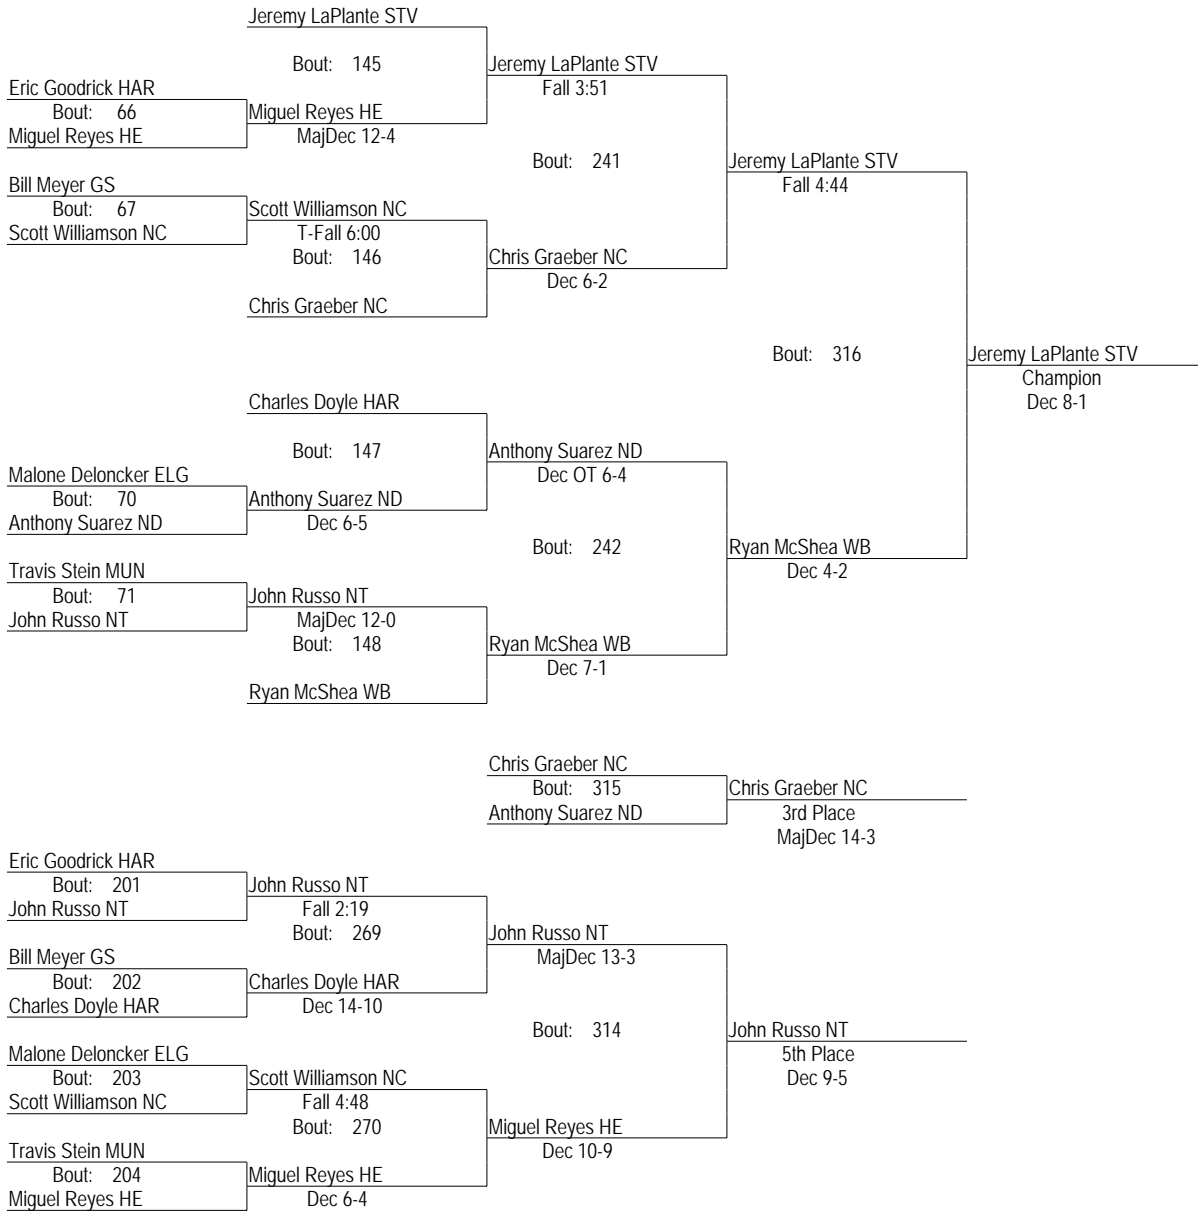 Jeremy LaPlante STV
Bout: 145
Jeremy LaPlante STV
Fall 3:51
Eric Goodrick HAR
Bout: 66
Miguel Reyes HE
Miguel Reyes HE
MajDec 12-4
Bout: 241
Jeremy LaPlante STV
Fall 4:44
Bill Meyer GS
Bout: 67
Scott Williamson NC
Scott Williamson NC
T-Fall 6:00
Bout: 146
Chris Graeber NC
Dec 6-2
Chris Graeber NC
Bout: 316
Jeremy LaPlante STV
Champion
Dec 8-1
Charles Doyle HAR
Bout: 147
Anthony Suarez ND
Dec OT 6-4
Malone Deloncker ELG
Bout: 70
Anthony Suarez ND
Anthony Suarez ND
Dec 6-5
Bout: 242
Ryan McShea WB
Dec 4-2
Travis Stein MUN
Bout: 71
John Russo NT
John Russo NT
MajDec 12-0
Bout: 148
Ryan McShea WB
Dec 7-1
Ryan McShea WB
Chris Graeber NC
Bout: 315
Anthony Suarez ND
Chris Graeber NC
3rd Place
MajDec 14-3
Eric Goodrick HAR
Bout: 201
John Russo NT
John Russo NT
Fall 2:19
Bout: 269
John Russo NT
MajDec 13-3
Bill Meyer GS
Bout: 202
Charles Doyle HAR
Charles Doyle HAR
Dec 14-10
Bout: 314
John Russo NT
5th Place
Dec 9-5
Malone Deloncker ELG
Bout: 203
Scott Williamson NC
Scott Williamson NC
Fall 4:48
Bout: 270
Miguel Reyes HE
Dec 10-9
Travis Stein MUN
Bout: 204
Miguel Reyes HE
Miguel Reyes HE
Dec 6-4